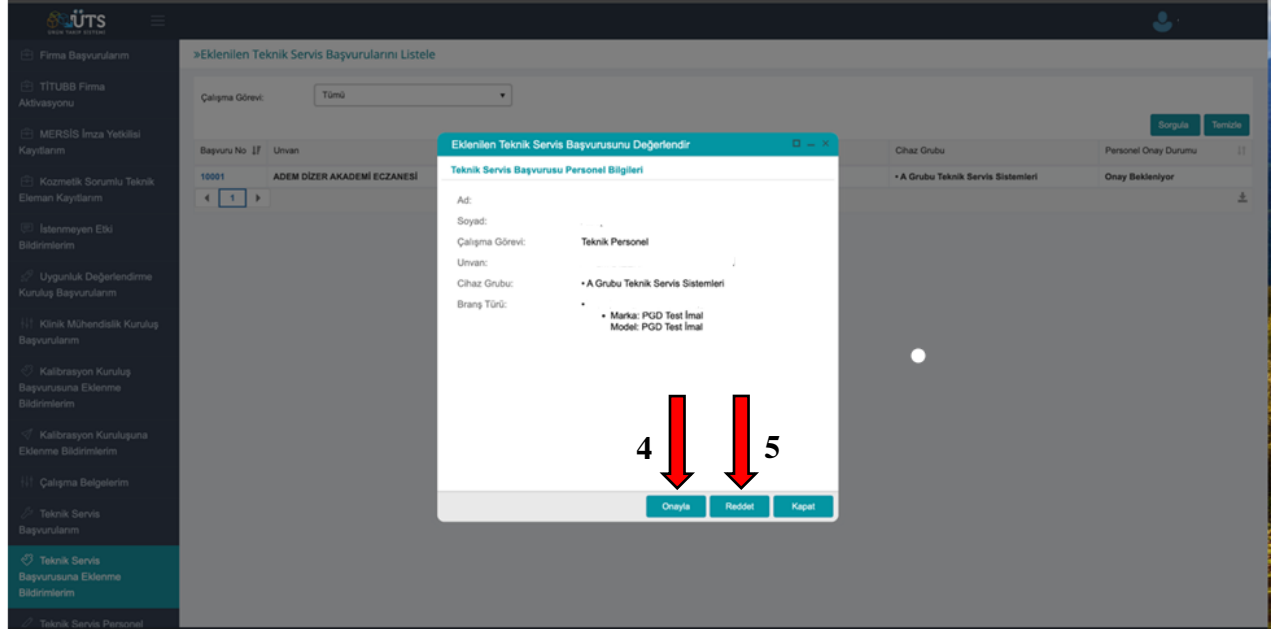 ÜTS
ÜRÜN TAKİP SİSTEMİ
Firma Başvurularım
TİTUBB Firma
Aktivasyonu
MERSİS İmza Yetkilisi
Kayıtlarım
Kozmetik Sorumlu Teknik
Eleman Kayıtlarım
İstenmeyen Etki
Bildirimlerim
Uygunluk Değerlendirme
Kuruluş Başvurularım
Klinik Mühendislik Kuruluş
Başvurularım
Kalibrasyon Kuruluş
Başvurusuna Eklenme
Bildirimlerim
Kalibrasyon Kuruluşuna
Eklenme Bildirimlerim
Çalışma Belgelerim
Teknik Servis
Başvurularım
Teknik Servis
Başvurusuna Eklenme
Bildirimlerim
Teknik Servis Personel
»Eklenilen Teknik Servis Başvurularını Listele
Çalışma Görevi: Tümü
Sorgula Temizle
Başvuru No Unvan Cihaz Grubu Personel Onay Durumu
10001 ADEM DİZER AKADEMİ ECZANESİ • A Grubu Teknik Servis Sistemleri Onay Bekleniyor
1
Eklenilen Teknik Servis Başvurusunu Değerlendir
Teknik Servis Başvurusu Personel Bilgileri
Ad:
Soyad:
Çalışma Görevi: Teknik Personel
Unvan:
Cihaz Grubu: • A Grubu Teknik Servis Sistemleri
Branş Türü: •
• Marka: PGD Test İmal
Model: PGD Test İmal
4 5
Onayla Reddet Kapat